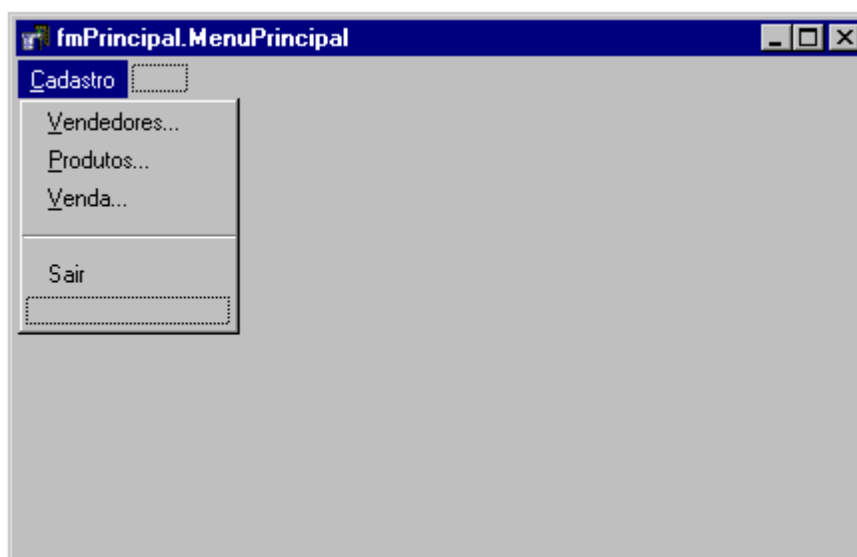 fmPrincipal.MenuPrincipal
Cadastro
Vendedores...
Produtos...
Venda...
Sair